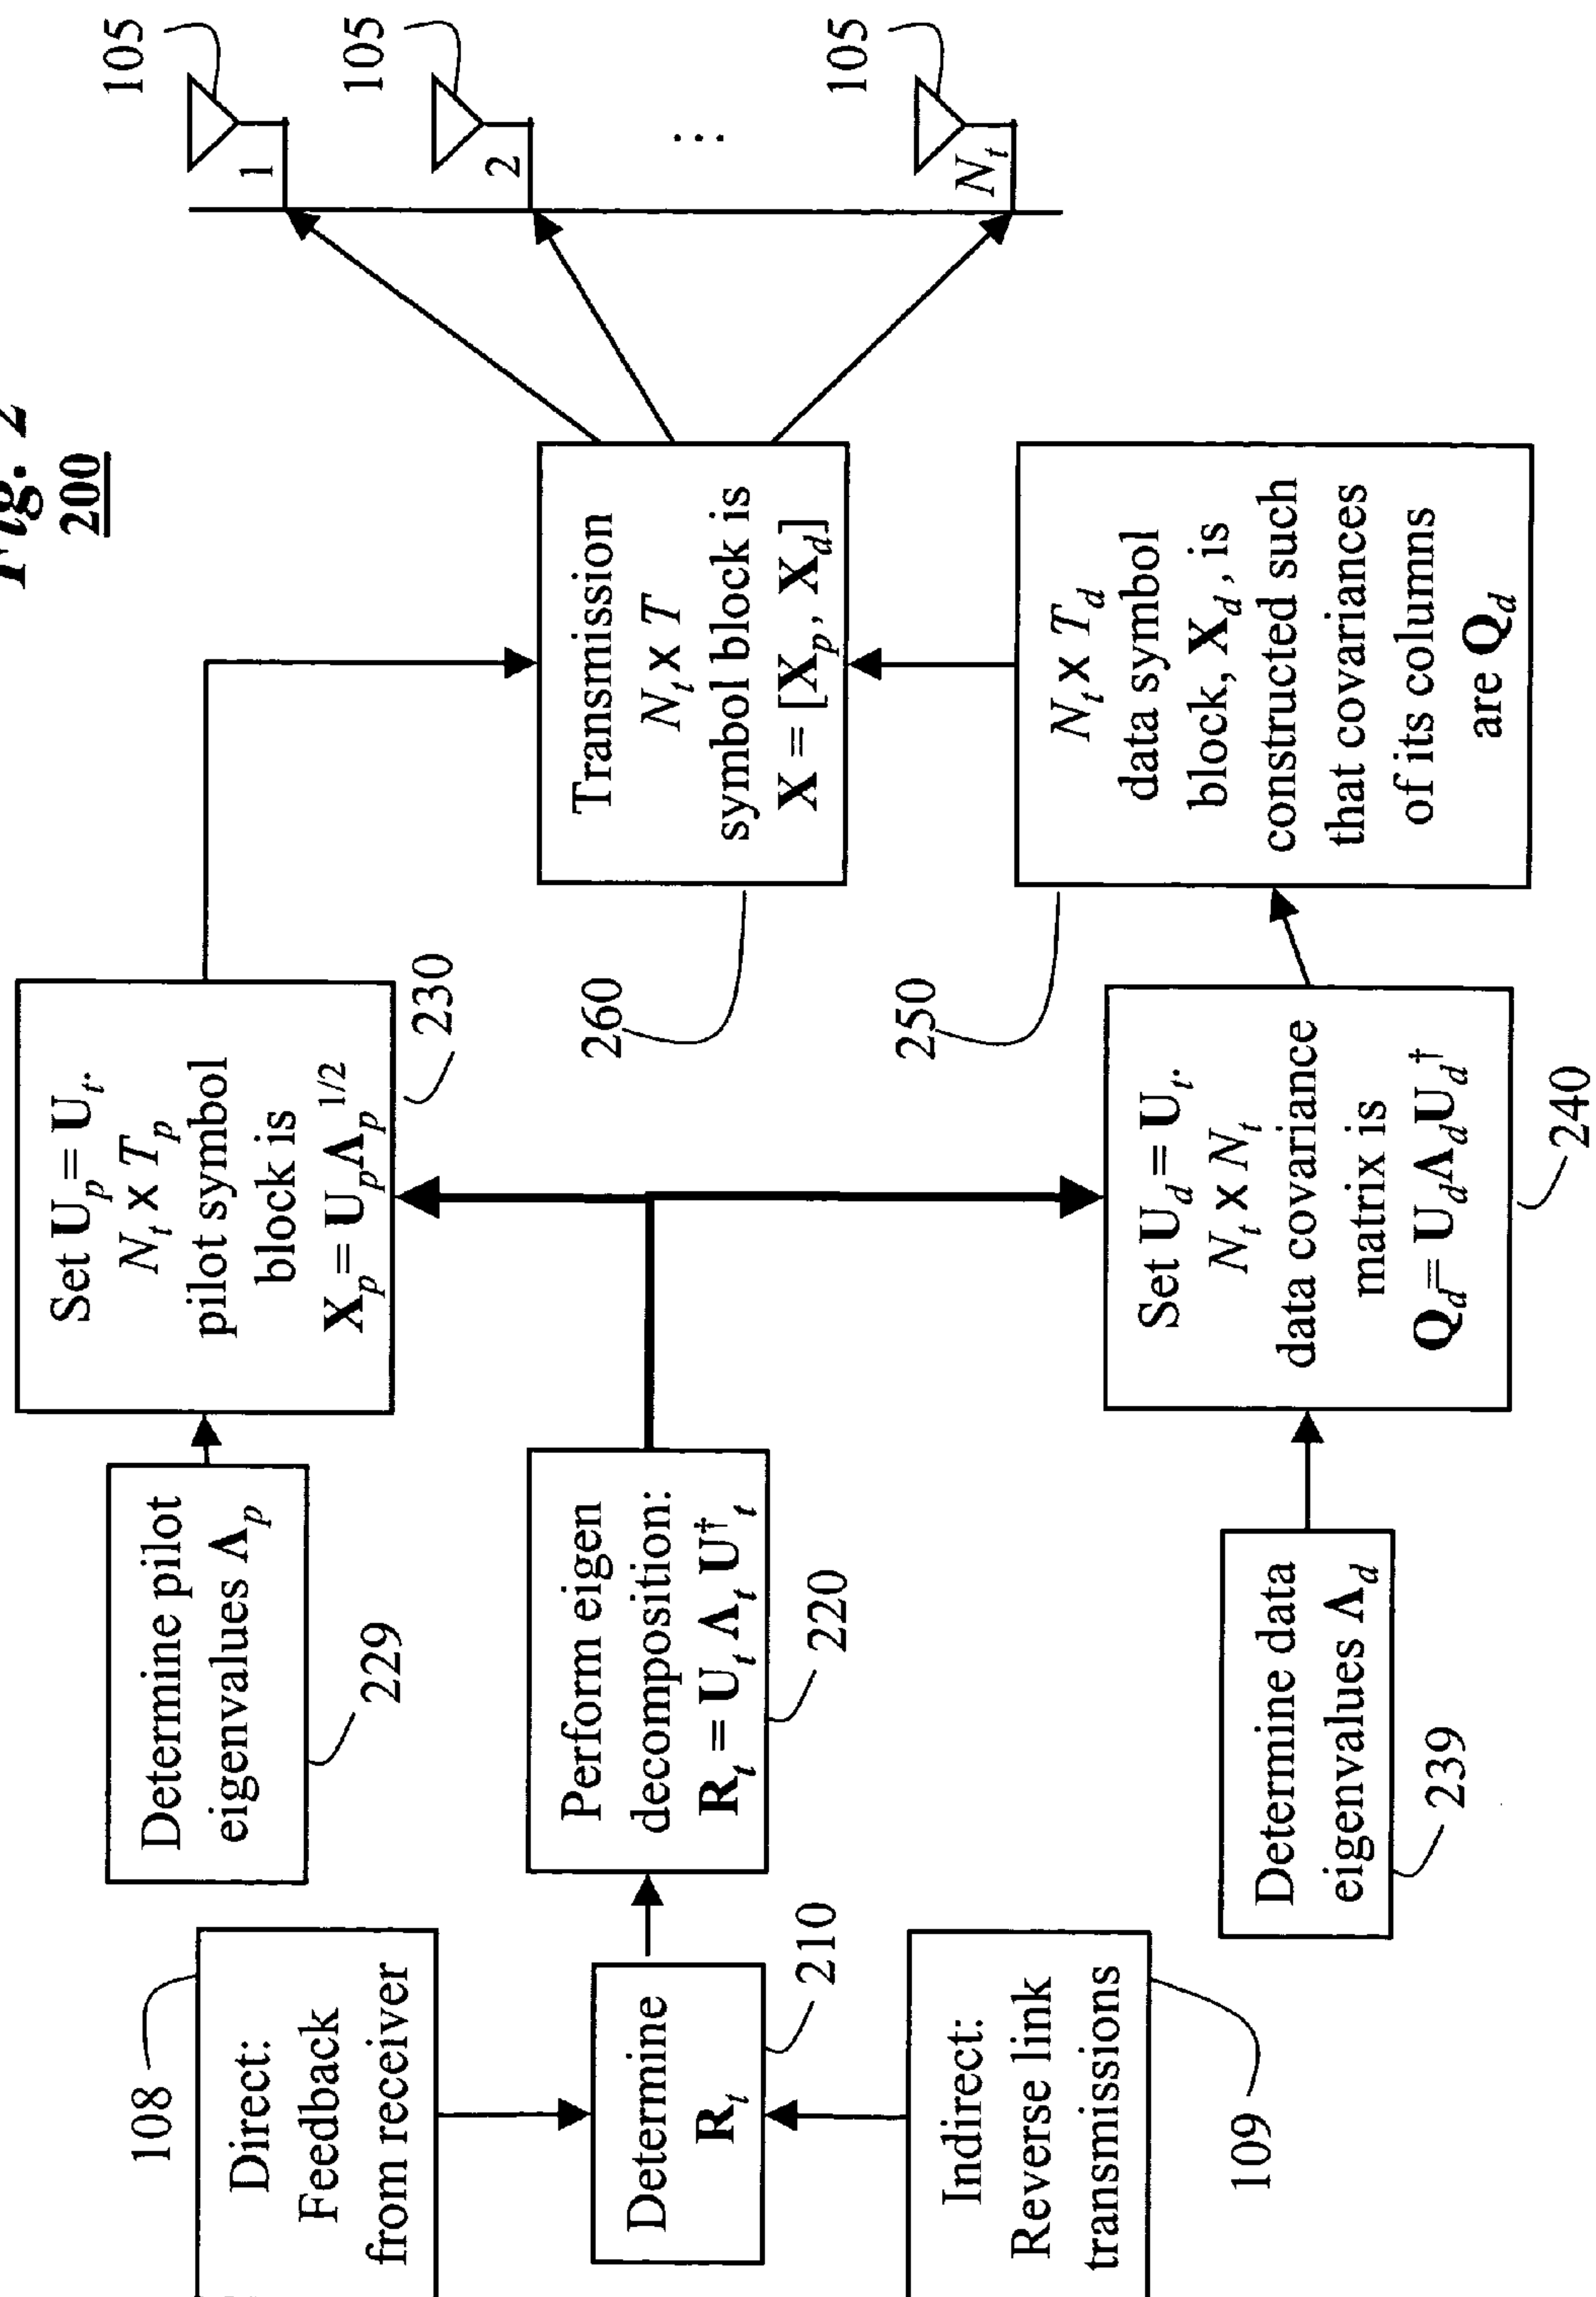 Fig. 2
200
108
Direct:
Feedback
from receiver
Determine
R_t
210
Indirect:
Reverse link
transmissions
109
Determine pilot
eigenvalues Λ_p
229
Perform eigen
decomposition:
R_t = U_t Λ_t U†_t
220
Determine data
eigenvalues Λ_d
239
Set U_p = U_t.
N_t x T_p
pilot symbol
block is
X_p = U_p Λ_p^1/2
230
Set U_d = U_t.
N_t x N_t
data covariance
matrix is
Q_d = U_d Λ_d U_d†
240
Transmission
N_t x T
symbol block is
X = [X_p, X_d]
260
N_t x T_d
data symbol
block, X_d, is
constructed such
that covariances
of its columns
are Q_d
250
1
105
2
105
...
N_t
105